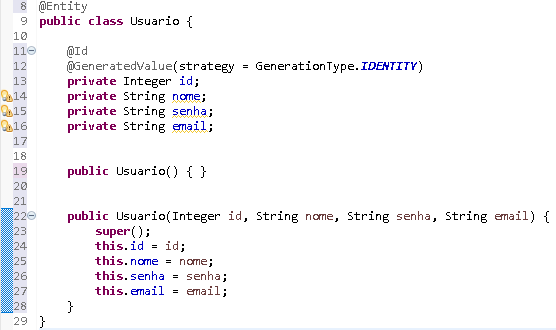 8 @Entity
9 public class Usuario {
10
11 @Id
12 @GeneratedValue(strategy = GenerationType.IDENTITY)
13 private Integer id;
14 private String nome;
15 private String senha;
16 private String email;
17
18
19 public Usuario() { }
20
21
22 public Usuario(Integer id, String nome, String senha, String email) {
23 super();
24 this.id = id;
25 this.nome = nome;
26 this.senha = senha;
27 this.email = email;
28 }
29 }